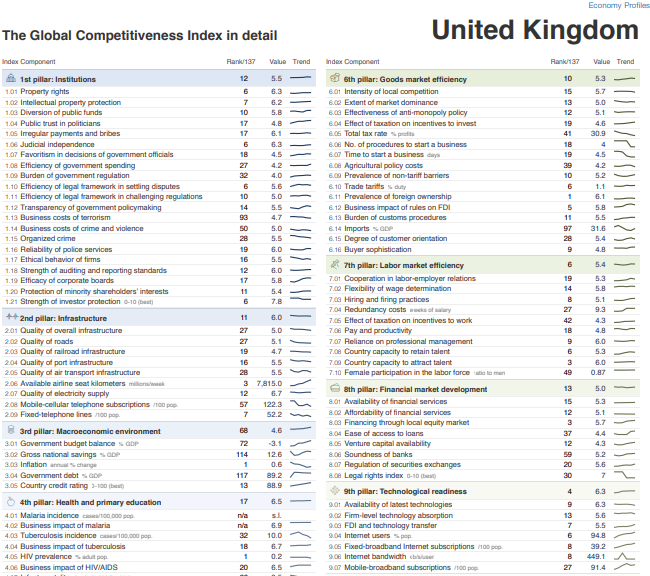 Economy Profiles
The Global Competitiveness Index in detail
United Kingdom
Index Component Rank/137 Value Trend
1st pillar: Institutions 12 5.5
1.01 Property rights 6 6.3
1.02 Intellectual property protection 7 6.2
1.03 Diversion of public funds 10 5.8
1.04 Public trust in politicians 17 4.8
1.05 Irregular payments and bribes 17 6.1
1.06 Judicial independence 6 6.3
1.07 Favoritism in decisions of government officials 18 4.5
1.08 Efficiency of government spending 27 4.2
1.09 Burden of government regulation 32 4.0
1.10 Efficiency of legal framework in settling disputes 6 5.6
1.11 Efficiency of legal framework in challenging regulations 10 5.0
1.12 Transparency of government policymaking 14 5.5
1.13 Business costs of terrorism 93 4.7
1.14 Business costs of crime and violence 50 5.0
1.15 Organized crime 28 5.5
1.16 Reliability of police services 19 6.0
1.17 Ethical behavior of firms 16 5.5
1.18 Strength of auditing and reporting standards 12 6.0
1.19 Efficacy of corporate boards 17 5.8
1.20 Protection of minority shareholders' interests 11 5.4
1.21 Strength of investor protection 0-10 (best) 6 7.8
2nd pillar: Infrastructure 11 6.0
2.01 Quality of overall infrastructure 27 5.0
2.02 Quality of roads 27 5.1
2.03 Quality of railroad infrastructure 19 4.7
2.04 Quality of port infrastructure 16 5.5
2.05 Quality of air transport infrastructure 28 5.5
2.06 Available airline seat kilometers millions/week 3 7,815.0
2.07 Quality of electricity supply 12 6.7
2.08 Mobile-cellular telephone subscriptions /100 pop. 57 122.3
2.09 Fixed-telephone lines /100 pop. 7 52.2
3rd pillar: Macroeconomic environment 68 4.6
3.01 Government budget balance % GDP 72 -3.1
3.02 Gross national savings % GDP 114 12.6
3.03 Inflation annual % change 1 0.6
3.04 Government debt % GDP 117 89.2
3.05 Country credit rating 0-100 (best) 13 88.9
4th pillar: Health and primary education 17 6.5
4.01 Malaria incidence cases/100,000 pop. n/a s.l.
4.02 Business impact of malaria n/a 6.9
4.03 Tuberculosis incidence cases/100,000 pop. 32 10.0
4.04 Business impact of tuberculosis 18 6.7
4.05 HIV prevalence % adult pop. 1 0.2
4.06 Business impact of HIV/AIDS 20 6.5
Index Component Rank/137 Value Trend
6th pillar: Goods market efficiency 10 5.3
6.01 Intensity of local competition 15 5.7
6.02 Extent of market dominance 13 5.0
6.03 Effectiveness of anti-monopoly policy 12 5.1
6.04 Effect of taxation on incentives to invest 19 4.6
6.05 Total tax rate % profits 41 30.9
6.06 No. of procedures to start a business 18 4
6.07 Time to start a business days 19 4.5
6.08 Agricultural policy costs 39 4.2
6.09 Prevalence of non-tariff barriers 10 5.2
6.10 Trade tariffs % duty 6 1.1
6.11 Prevalence of foreign ownership 1 6.1
6.12 Business impact of rules on FDI 5 5.8
6.13 Burden of customs procedures 11 5.5
6.14 Imports % GDP 97 31.6
6.15 Degree of customer orientation 28 5.4
6.16 Buyer sophistication 9 4.8
7th pillar: Labor market efficiency 6 5.4
7.01 Cooperation in labor-employer relations 19 5.3
7.02 Flexibility of wage determination 14 5.8
7.03 Hiring and firing practices 8 5.1
7.04 Redundancy costs weeks of salary 27 9.3
7.05 Effect of taxation on incentives to work 42 4.3
7.06 Pay and productivity 18 4.8
7.07 Reliance on professional management 9 6.0
7.08 Country capacity to retain talent 6 5.3
7.09 Country capacity to attract talent 3 6.0
7.10 Female participation in the labor force ratio to men 49 0.87
8th pillar: Financial market development 13 5.0
8.01 Availability of financial services 15 5.3
8.02 Affordability of financial services 12 5.1
8.03 Financing through local equity market 3 5.7
8.04 Ease of access to loans 37 4.4
8.05 Venture capital availability 12 4.3
8.06 Soundness of banks 59 5.2
8.07 Regulation of securities exchanges 20 5.6
8.08 Legal rights index 0-10 (best) 30 7
9th pillar: Technological readiness 4 6.3
9.01 Availability of latest technologies 9 6.3
9.02 Firm-level technology absorption 13 5.6
9.03 FDI and technology transfer 7 5.5
9.04 Internet users % pop. 6 94.8
9.05 Fixed-broadband Internet subscriptions /100 pop. 8 39.2
9.06 Internet bandwidth kb/s/user 8 449.1
9.07 Mobile-broadband subscriptions /100 pop. 27 91.4